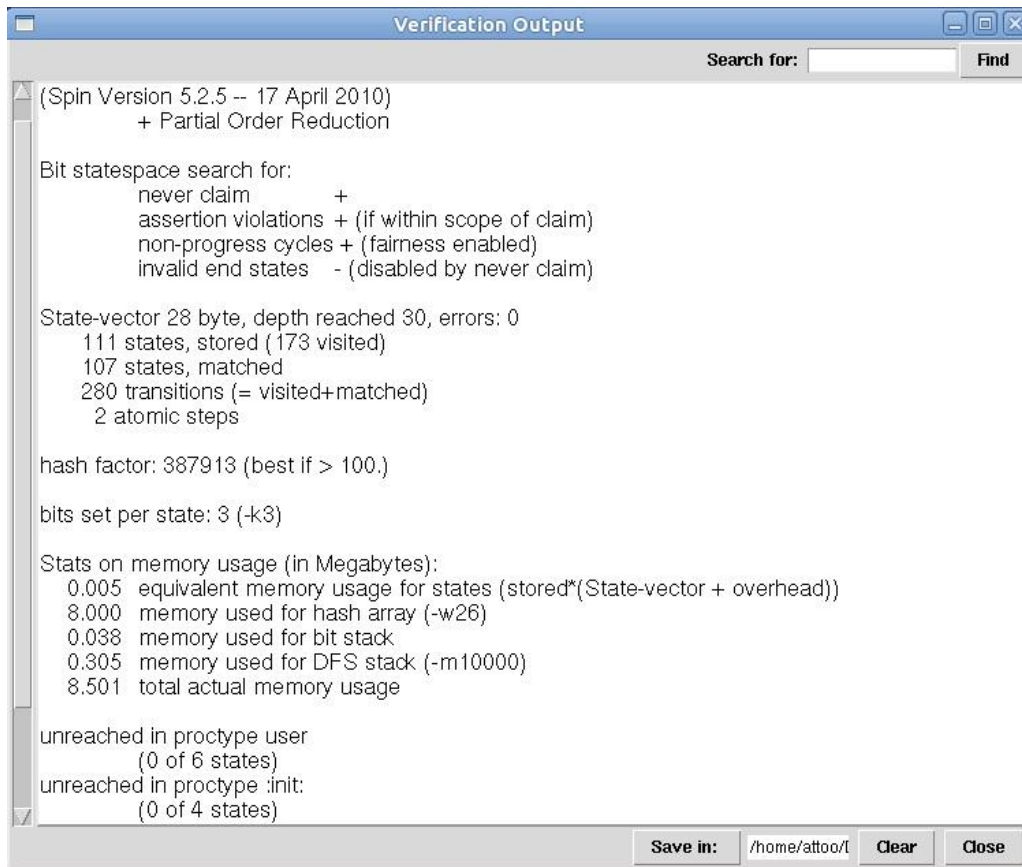 Verification Output
Search for:
Find
(Spin Version 5.2.5 -- 17 April 2010)
+ Partial Order Reduction
Bit statespace search for:
never claim +
assertion violations + (if within scope of claim)
non-progress cycles + (fairness enabled)
invalid end states - (disabled by never claim)
State-vector 28 byte, depth reached 30, errors: 0
111 states, stored (173 visited)
107 states, matched
280 transitions (= visited+matched)
2 atomic steps
hash factor: 387913 (best if > 100.)
bits set per state: 3 (-k3)
Stats on memory usage (in Megabytes):
0.005 equivalent memory usage for states (stored*(State-vector + overhead))
8.000 memory used for hash array (-w26)
0.038 memory used for bit stack
0.305 memory used for DFS stack (-m10000)
8.501 total actual memory usage
unreached in proctype user
(0 of 6 states)
unreached in proctype :init:
(0 of 4 states)
Save in:
/home/attoo/
Clear
Close